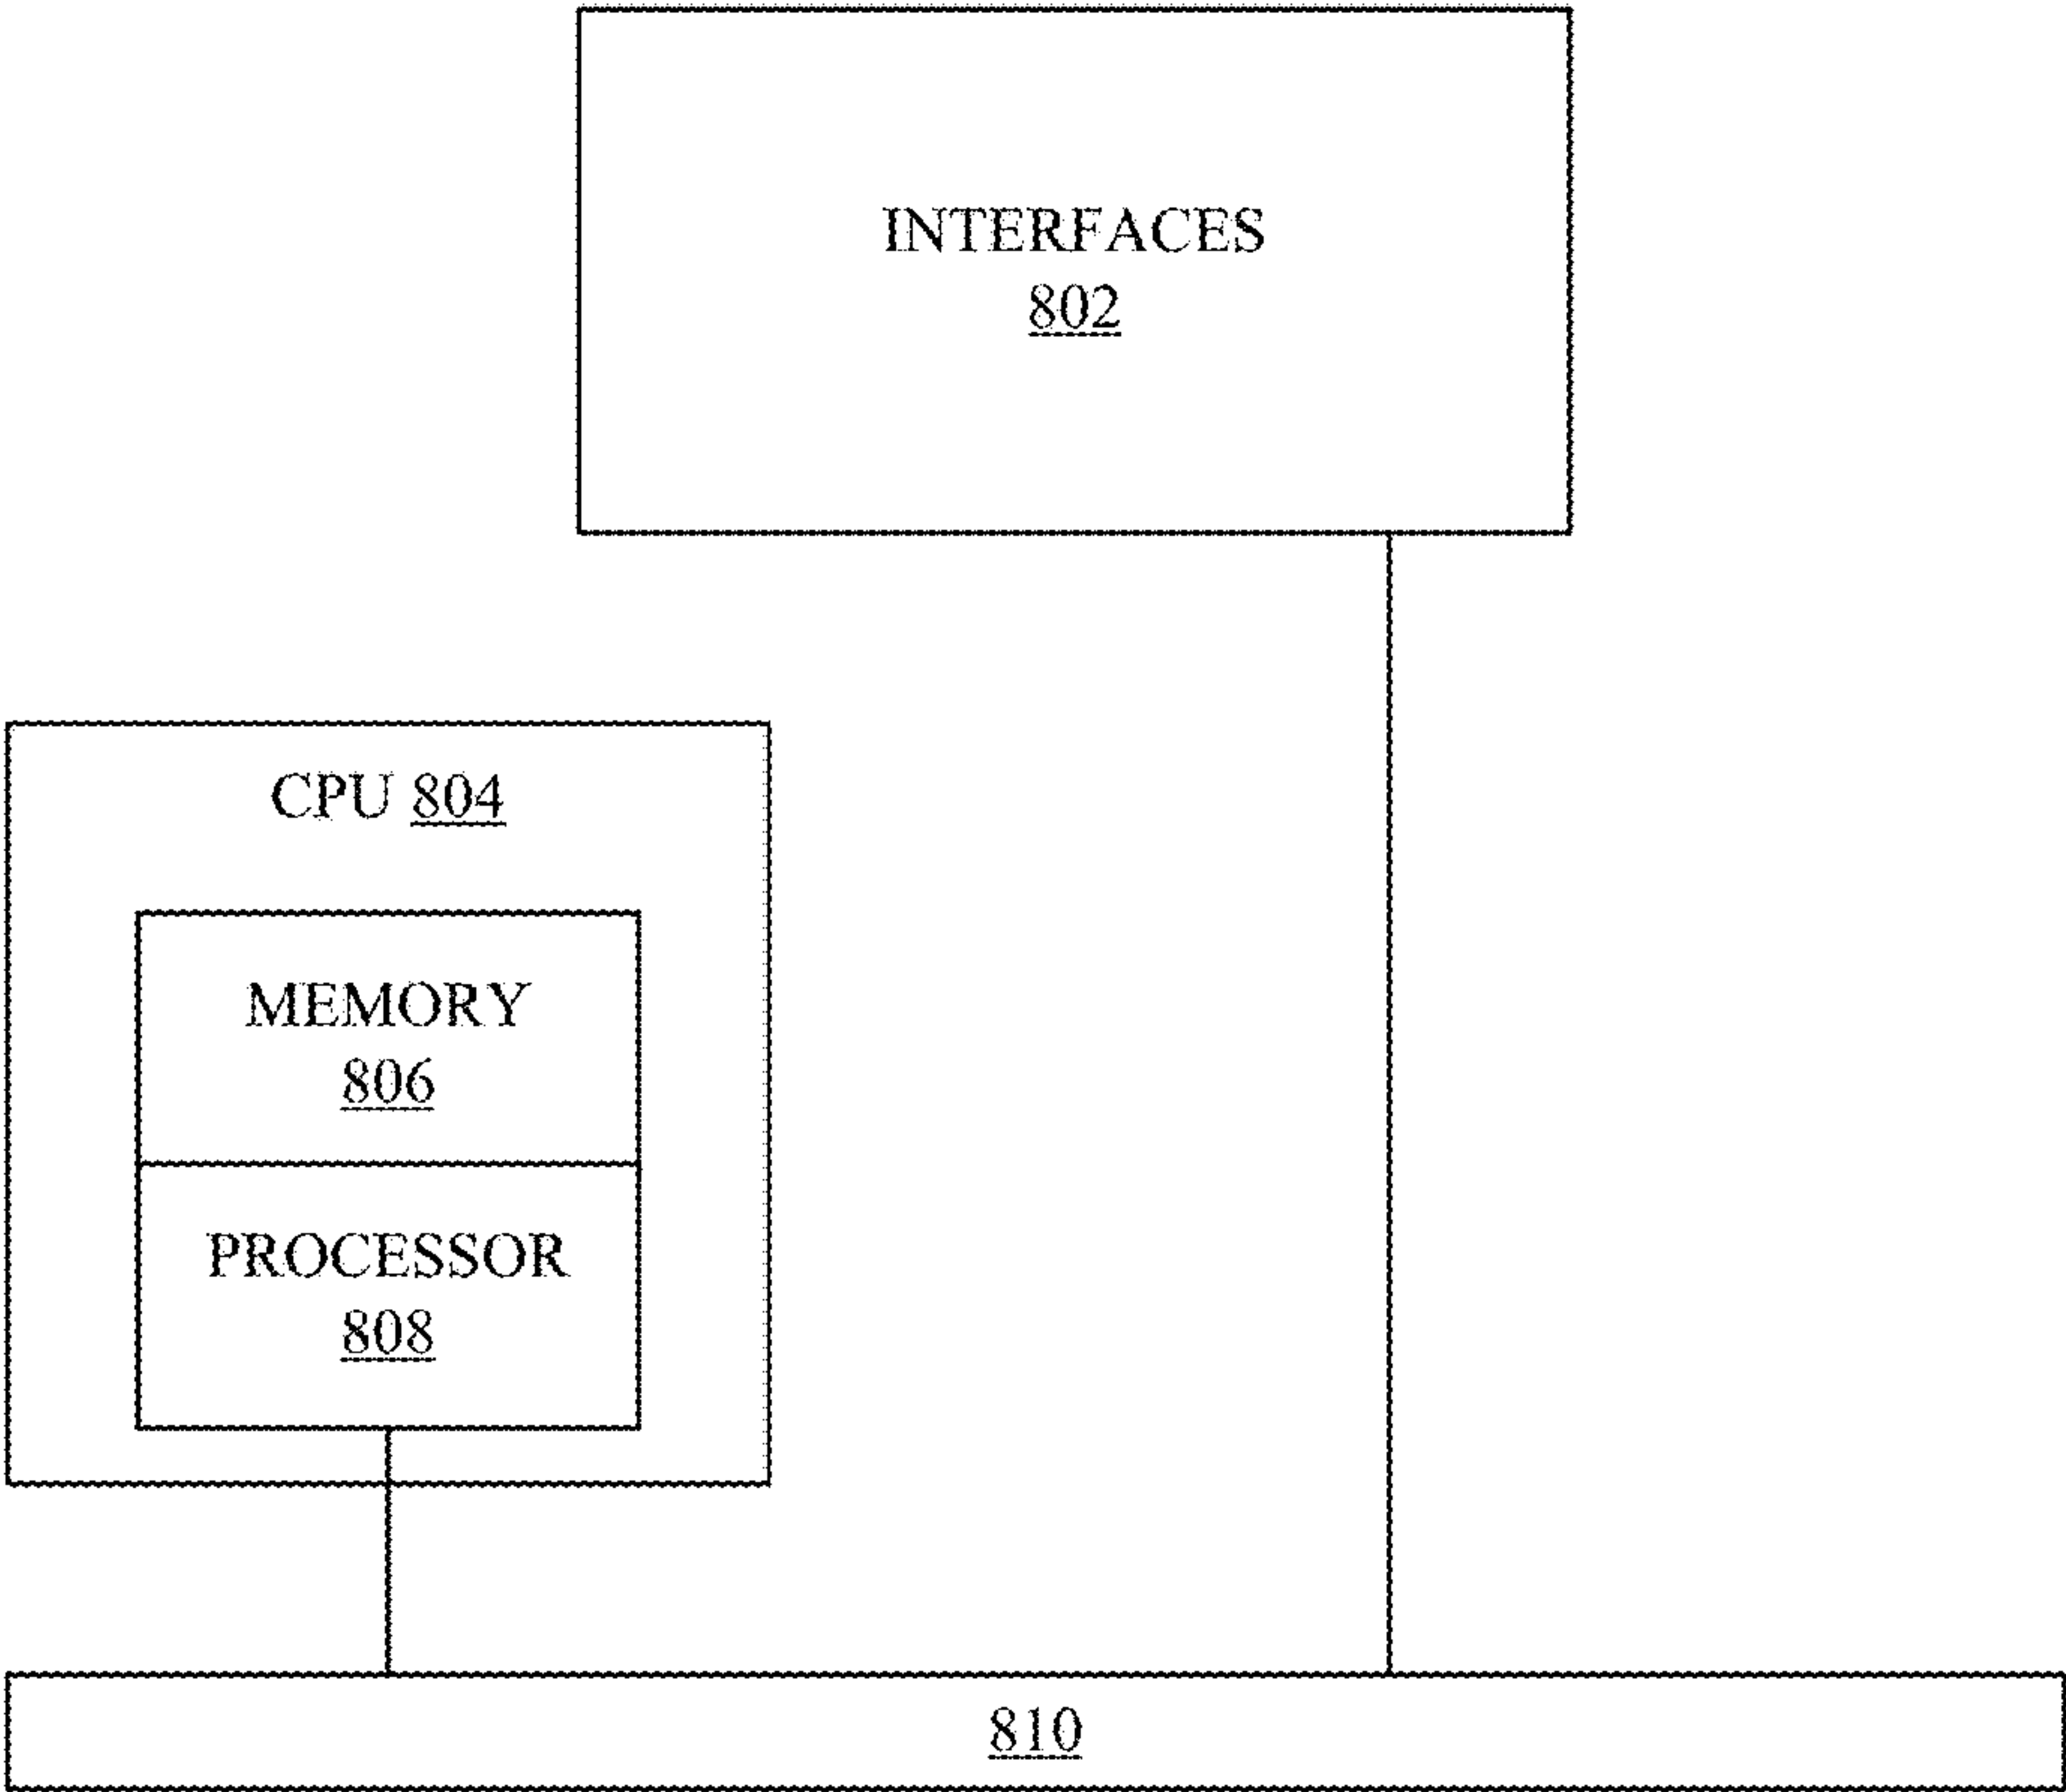 INTERFACES
802
CPU 804
MEMORY
806
PROCESSOR
808
810